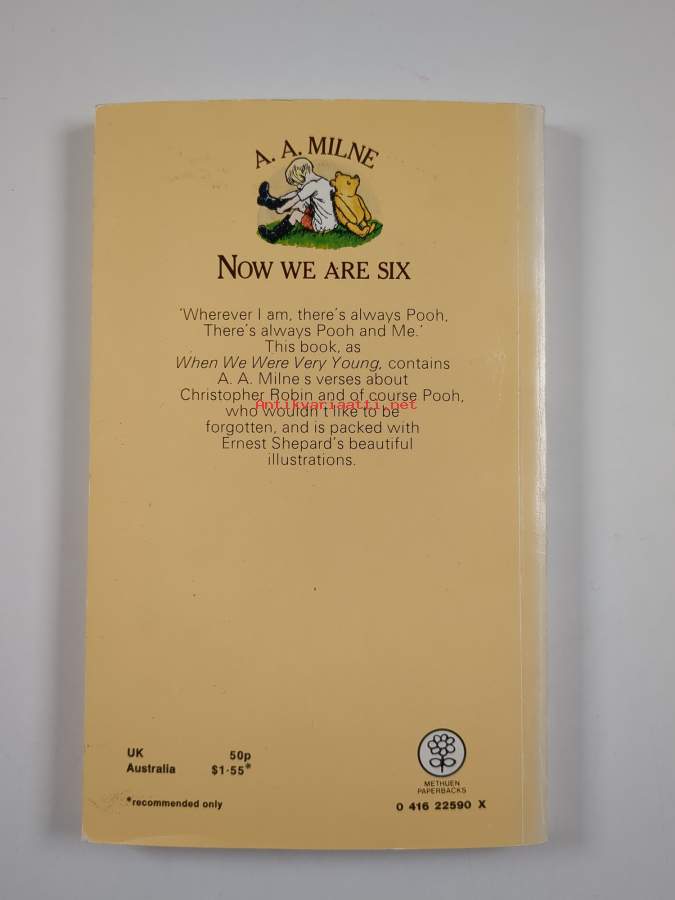 A. A. MILNE
NOW WE ARE SIX
'Wherever I am, there's always Pooh,
There's always Pooh and Me.'
This book, as
When We Were Very Young, contains
A. A. Milne s verses about
Christopher Robin and of course Pooh,
Antikvariaatti.net
who wouldn't like to be
forgotten, and is packed with
Ernest Shepard's beautiful
illustrations.
UK 50p
Australia $1·55*
*recommended only
METHUEN
PAPERBACKS
0 416 22590 X